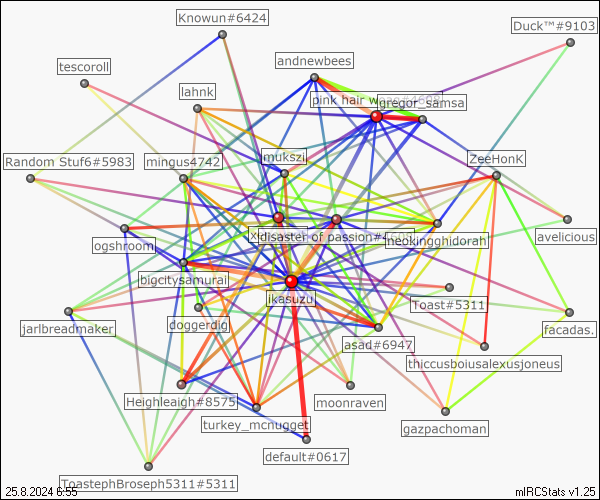 Knowun#6424
Duck™#9103
andnewbees
tescoroll
lahnk
pink hair
gregor_samsa
mukszi
ZeeHonK
Random Stuf6#5983
mingus4742
avelicious
ogshroom
disaster of passion#
neokingghidorah
bigcitysamurai
ikasuzu
Toast#5311
jarlbreadmaker
doggerdig
facadas.
asad#6947
thiccusboiusalexusjoneus
Heighleaigh#8575
moonraven
turkey_mcnugget
gazpachoman
default#0617
ToastephBroseph5311#5311
25.8.2024 6:55
mIRCStats v1.25